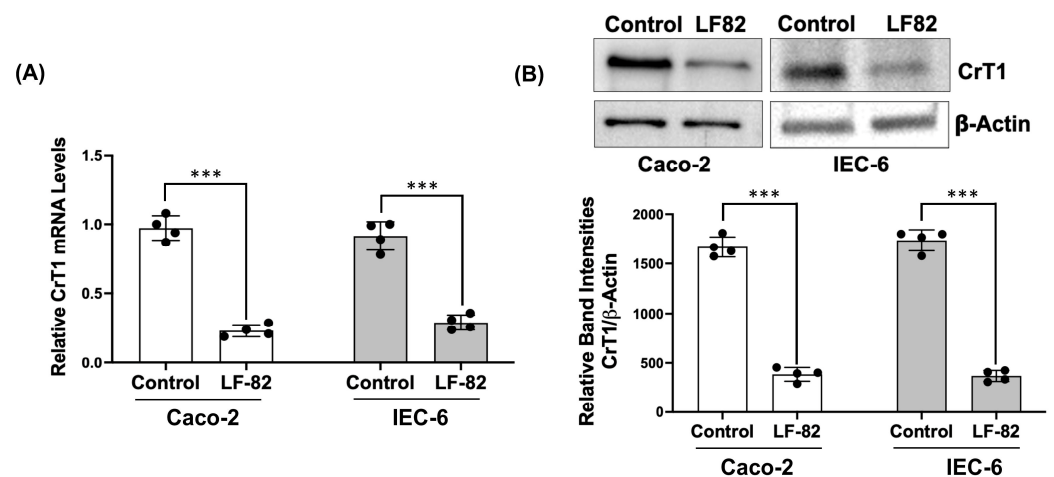 (A)
Relative CrT1 mRNA Levels
1.5
1.0
0.5
0.0
***
***
Control LF-82 Control LF-82
Caco-2 IEC-6
(B)
Control LF82 Control LF82
CrT1
β-Actin
Caco-2 IEC-6
Relative Band Intensities
CrT1/β-Actin
2000
1500
1000
500
0
***
***
Control LF-82 Control LF-82
Caco-2 IEC-6